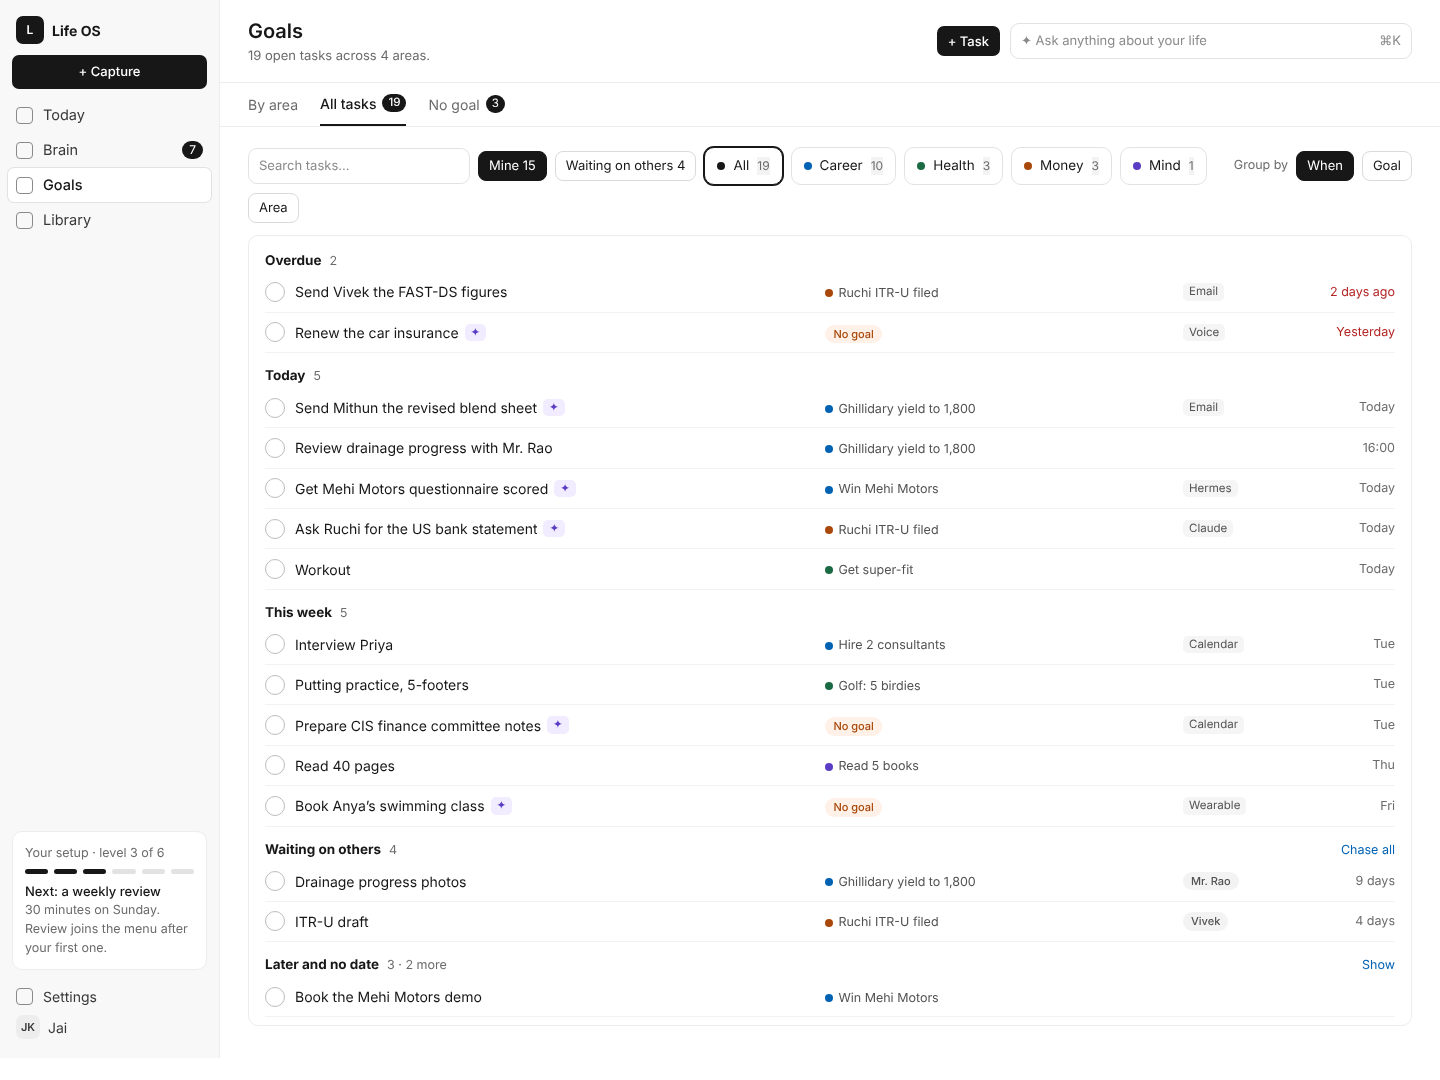 L Life OS
+ Capture
Today
Brain 7
Goals
Library
Your setup · level 3 of 6
Next: a weekly review
30 minutes on Sunday.
Review joins the menu after
your first one.
Settings
JK Jai
Goals
19 open tasks across 4 areas.
+ Task
✦ Ask anything about your life ⌘K
By area All tasks 19 No goal 3
Search tasks... Mine 15 Waiting on others 4 All 19 Career 10 Health 3 Money 3 Mind 1 Group by When Goal
Area
Overdue 2
Send Vivek the FAST-DS figures Ruchi ITR-U filed Email 2 days ago
Renew the car insurance ✦ No goal Voice Yesterday
Today 5
Send Mithun the revised blend sheet ✦ Ghillidary yield to 1,800 Email Today
Review drainage progress with Mr. Rao Ghillidary yield to 1,800 16:00
Get Mehi Motors questionnaire scored ✦ Win Mehi Motors Hermes Today
Ask Ruchi for the US bank statement ✦ Ruchi ITR-U filed Claude Today
Workout Get super-fit Today
This week 5
Interview Priya Hire 2 consultants Calendar Tue
Putting practice, 5-footers Golf: 5 birdies Tue
Prepare CIS finance committee notes ✦ No goal Calendar Tue
Read 40 pages Read 5 books Thu
Book Anya’s swimming class ✦ No goal Wearable Fri
Waiting on others 4 Chase all
Drainage progress photos Ghillidary yield to 1,800 Mr. Rao 9 days
ITR-U draft Ruchi ITR-U filed Vivek 4 days
Later and no date 3 · 2 more Show
Book the Mehi Motors demo Win Mehi Motors